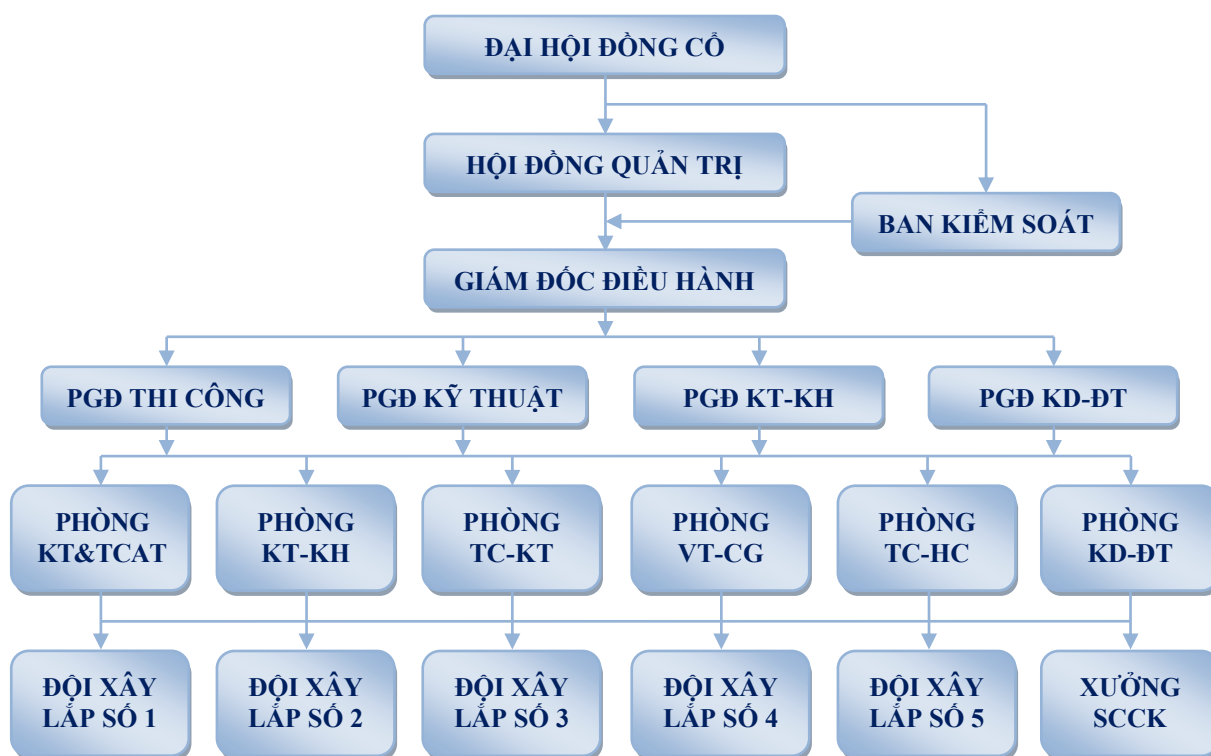 ĐẠI HỘI ĐỒNG CỔ
HỘI ĐỒNG QUẢN TRỊ
BAN KIỂM SOÁT
GIÁM ĐỐC ĐIỀU HÀNH
PGĐ THI CÔNG
PGĐ KỸ THUẬT
PGĐ KT-KH
PGĐ KD-ĐT
PHÒNG
KT&TCAT
PHÒNG
KT-KH
PHÒNG
TC-KT
PHÒNG
VT-CG
PHÒNG
TC-HC
PHÒNG
KD-ĐT
ĐỘI XÂY
LẮP SỐ 1
ĐỘI XÂY
LẮP SỐ 2
ĐỘI XÂY
LẮP SỐ 3
ĐỘI XÂY
LẮP SỐ 4
ĐỘI XÂY
LẮP SỐ 5
XƯỞNG
SCCK